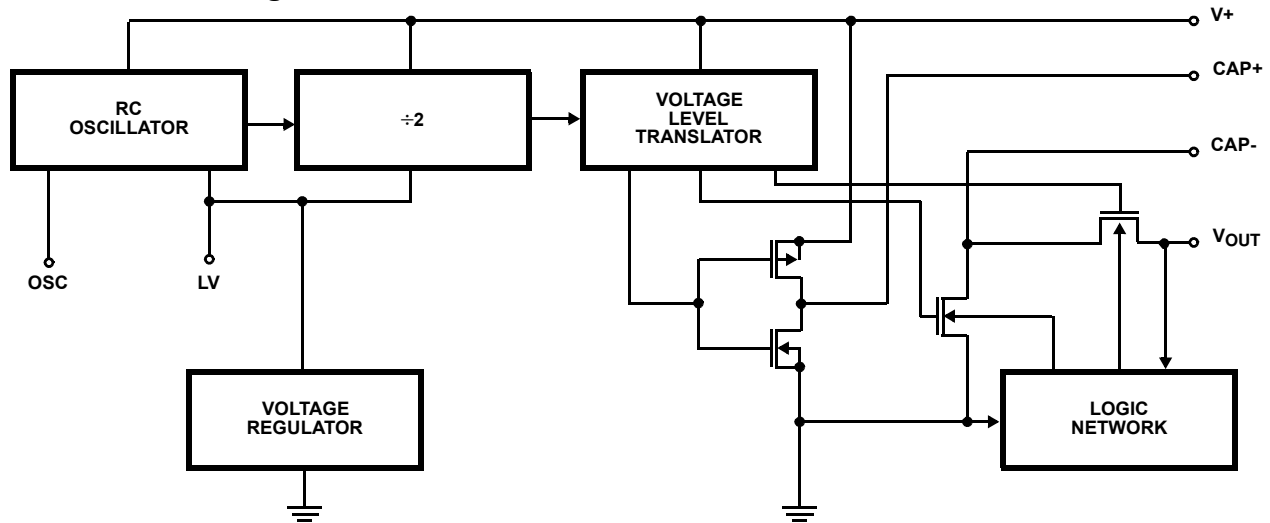 V+
CAP+
RC
OSCILLATOR
÷2
VOLTAGE
LEVEL
TRANSLATOR
CAP-
VOUT
OSC
LV
VOLTAGE
REGULATOR
LOGIC
NETWORK